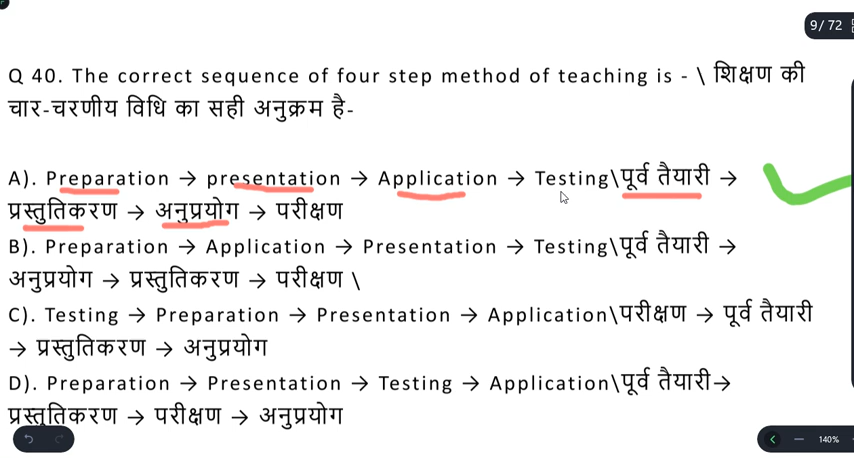 9/ 72
Q 40. The correct sequence of four step method of teaching is - \ शिक्षण की
चार-चरणीय विधि का सही अनुक्रम है-
A). Preparation → presentation → Application → Testing\पूर्व तैयारी →
प्रस्तुतिकरण → अनुप्रयोग → परीक्षण
B). Preparation → Application → Presentation → Testing\पूर्व तैयारी →
अनुप्रयोग → प्रस्तुतिकरण → परीक्षण \
C). Testing → Preparation → Presentation → Application\परीक्षण → पूर्व तैयारी
→ प्रस्तुतिकरण → अनुप्रयोग
D). Preparation → Presentation → Testing → Application\पूर्व तैयारी→
प्रस्तुतिकरण → परीक्षण → अनुप्रयोग
140%